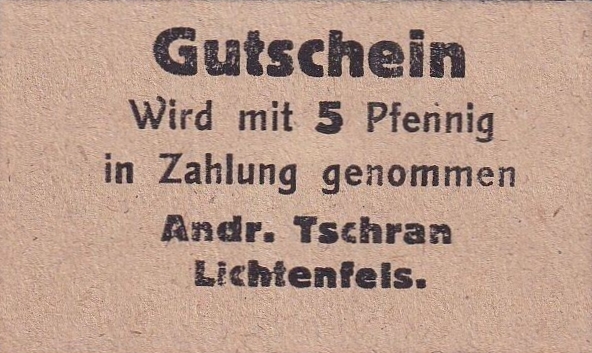 Gutschein
Wird mit 5 Pfennig
in Zahlung genommen
Andr. Tschran
Lichtenfels.